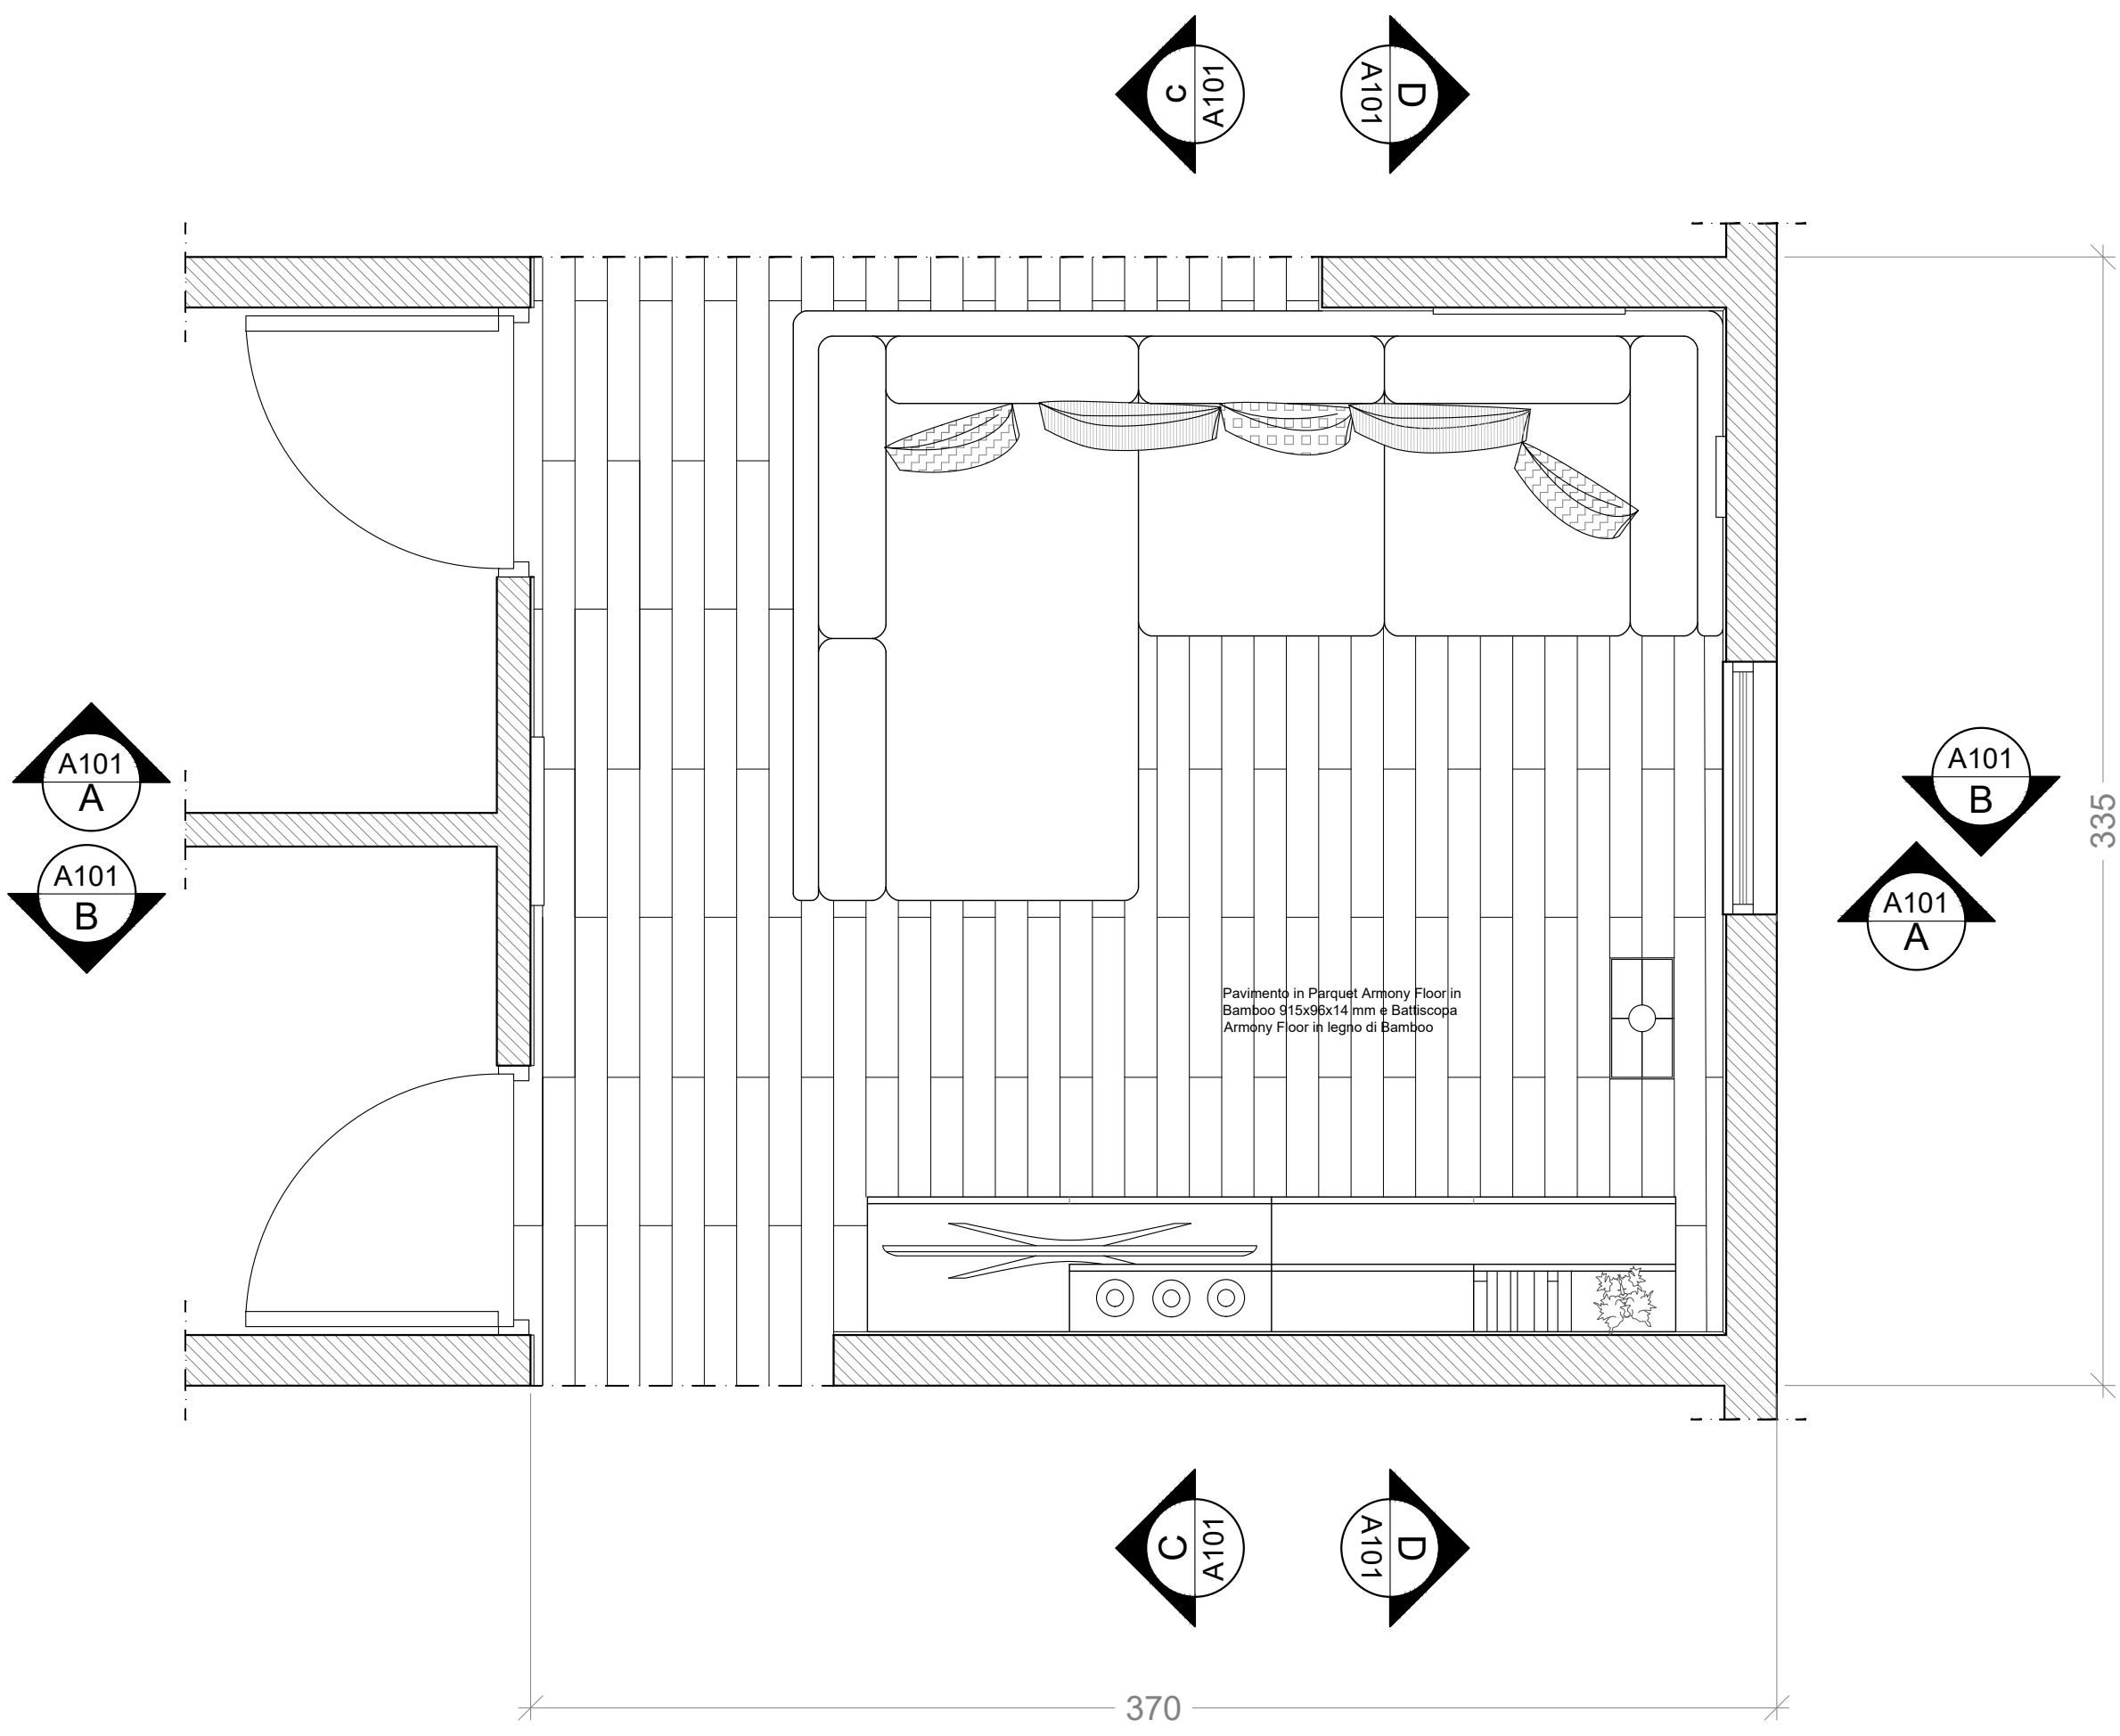 c
A101
D
A101
A101
A
A101
B
A101
B
A101
A
335
Pavimento in Parquet Armony Floor in
Bamboo 915x96x14 mm e Battiscopa
Armony Floor in legno di Bamboo
C
A101
D
A101
370